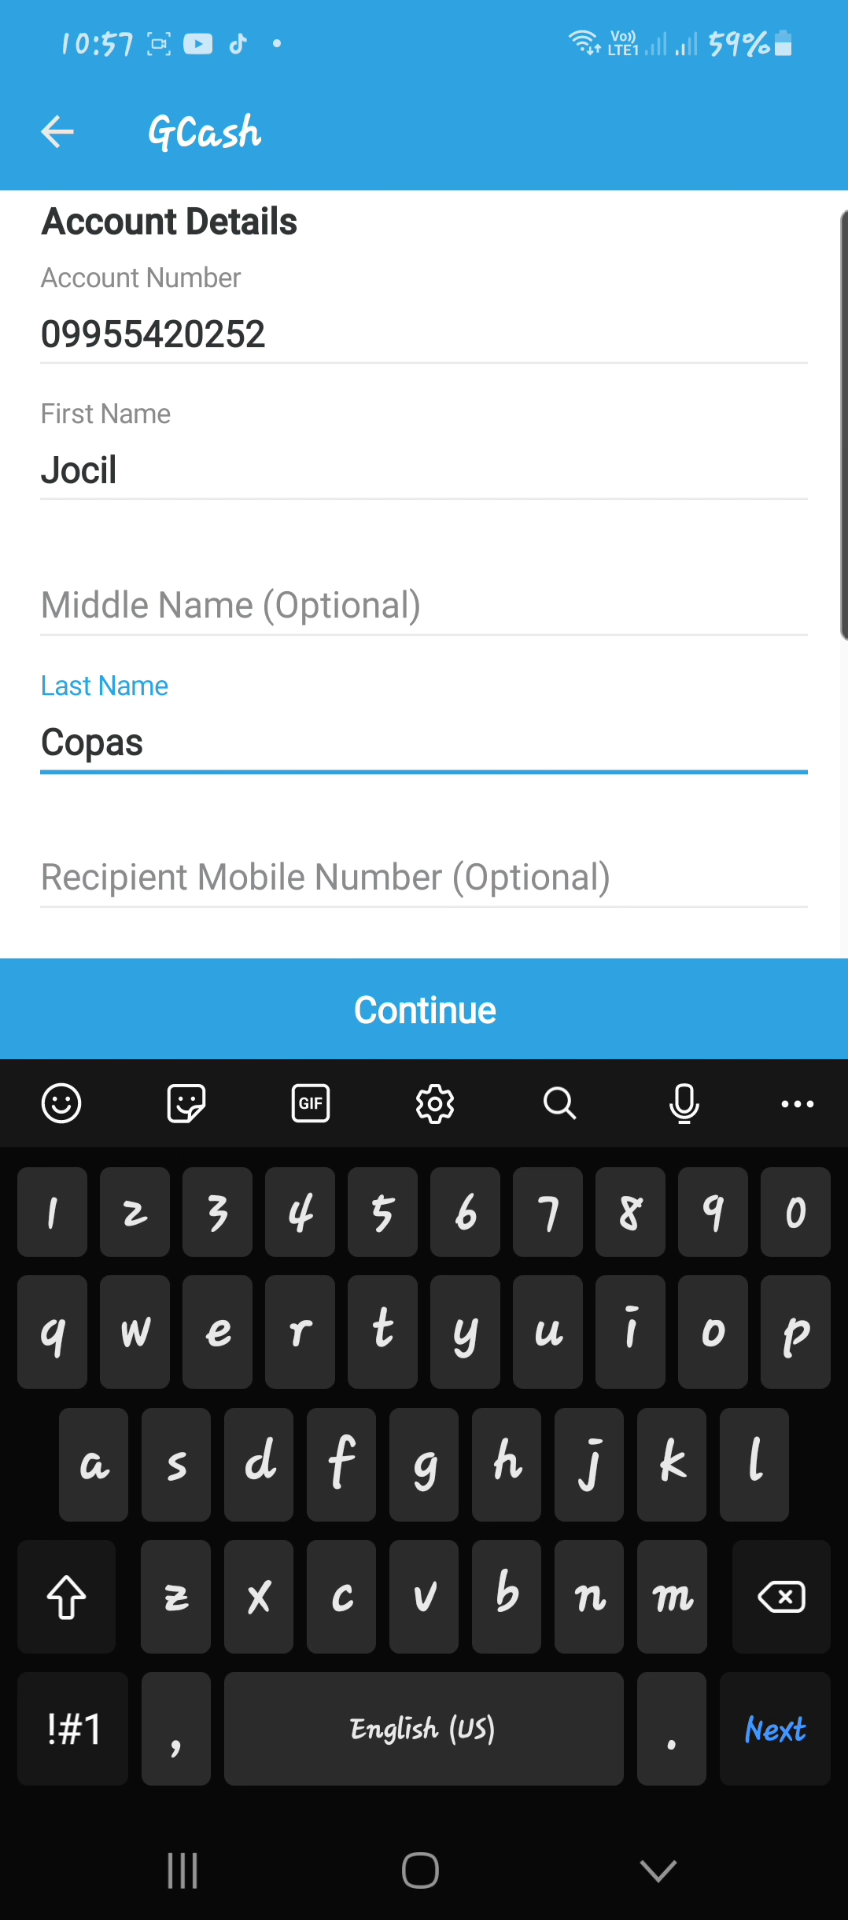 10:57 Vo)) LTE1 59%
GCash
Account Details
Account Number
09955420252
First Name
Jocil
Middle Name (Optional)
Last Name
Copas
Recipient Mobile Number (Optional)
Continue
GIF
1 2 3 4 5 6 7 8 9 0
q w e r t y u i o p
a s d f g h j k l
z x c v b n m
!#1 , English (US) . Next